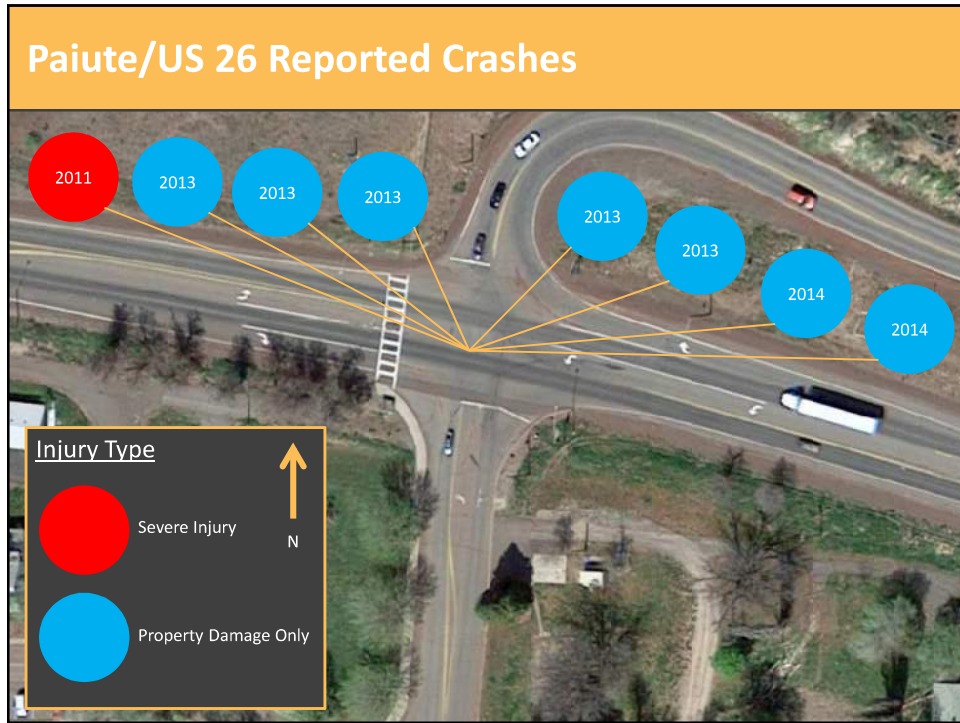 Paiute/US 26 Reported Crashes
2011
2013
2013
2013
2013
2013
2014
2014
Injury Type
Severe Injury
N
Property Damage Only